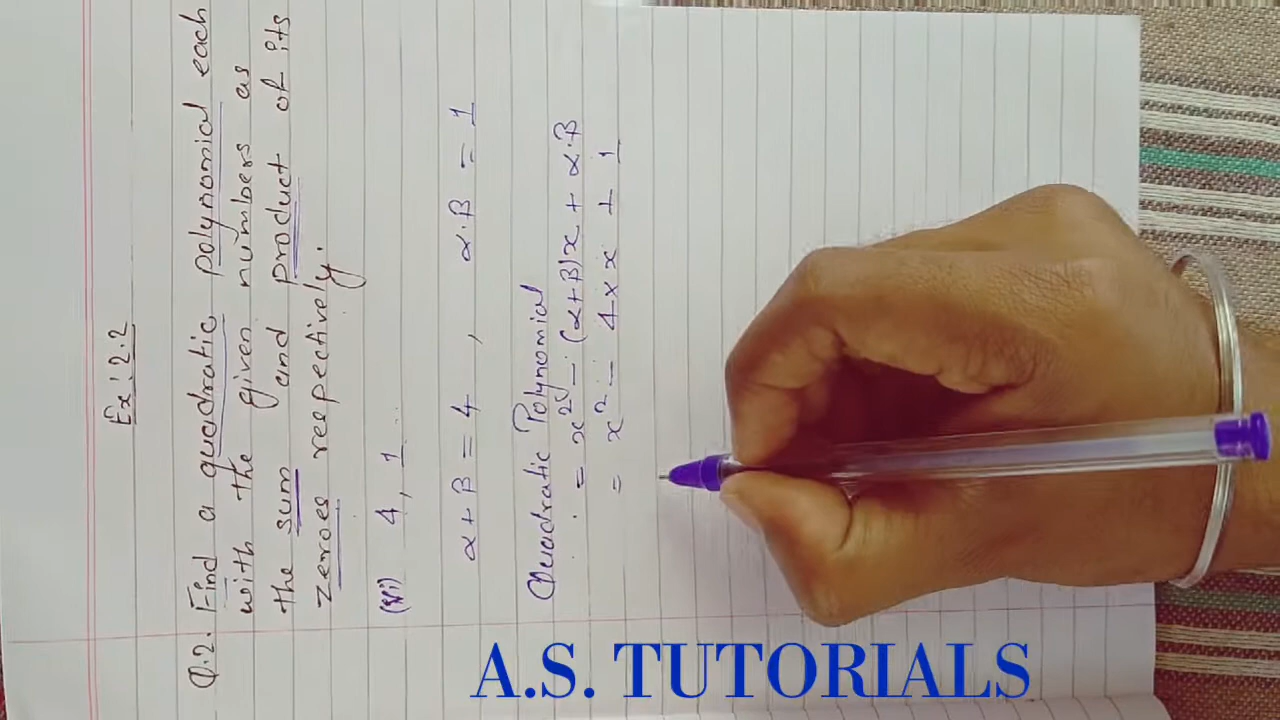 Ex: 2.2
Q.2. Find a quadratic polynomial each
with the given numbers as
the sum and product of its
zeroes respectively.
(vi) 4, 1
α+β = 4 , α.β = 1
Quadratic Polynomial
= x² - (α+β)x + α.β
= x² - 4 × x + 1
A.S. TUTORIALS